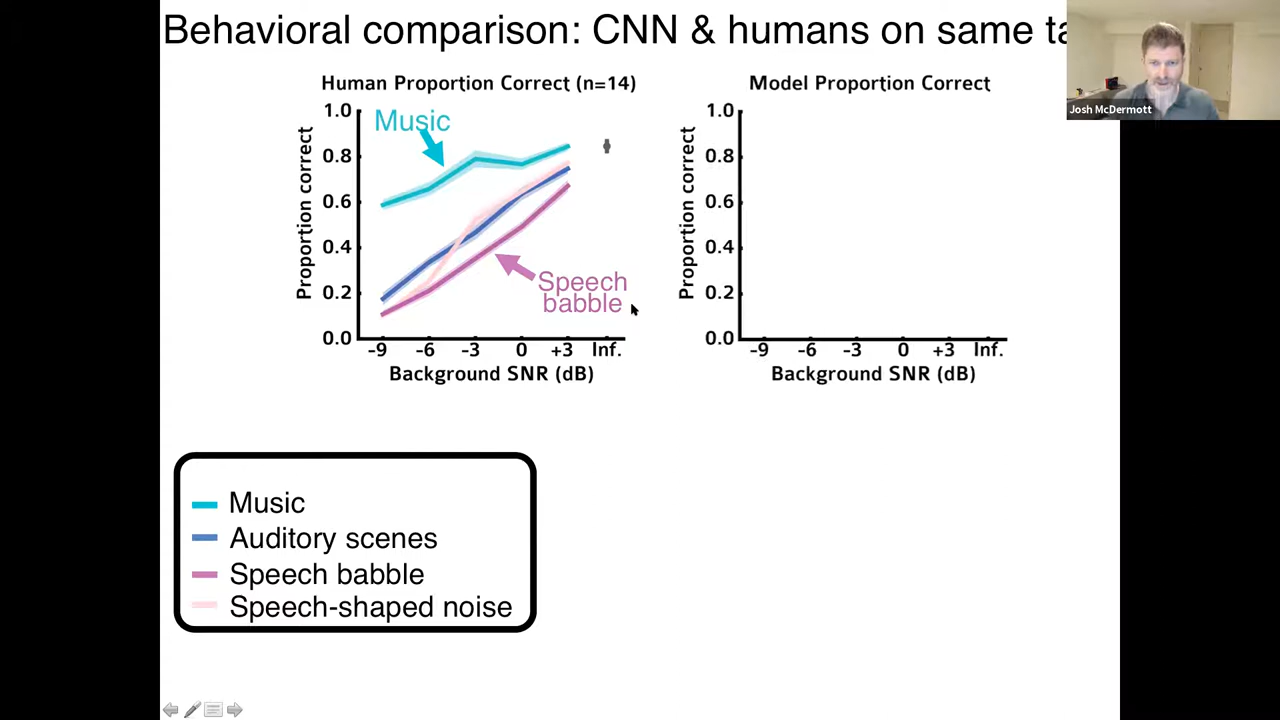 Behavioral comparison: CNN & humans on same ta
Josh McDermott
Human Proportion Correct (n=14)
Proportion correct
1.0
0.8
0.6
0.4
0.2
0.0
Music
Speech
babble
-9 -6 -3 0 +3 Inf.
Background SNR (dB)
Model Proportion Correct
Proportion correct
1.0
0.8
0.6
0.4
0.2
0.0
-9 -6 -3 0 +3 Inf.
Background SNR (dB)
Music
Auditory scenes
Speech babble
Speech-shaped noise